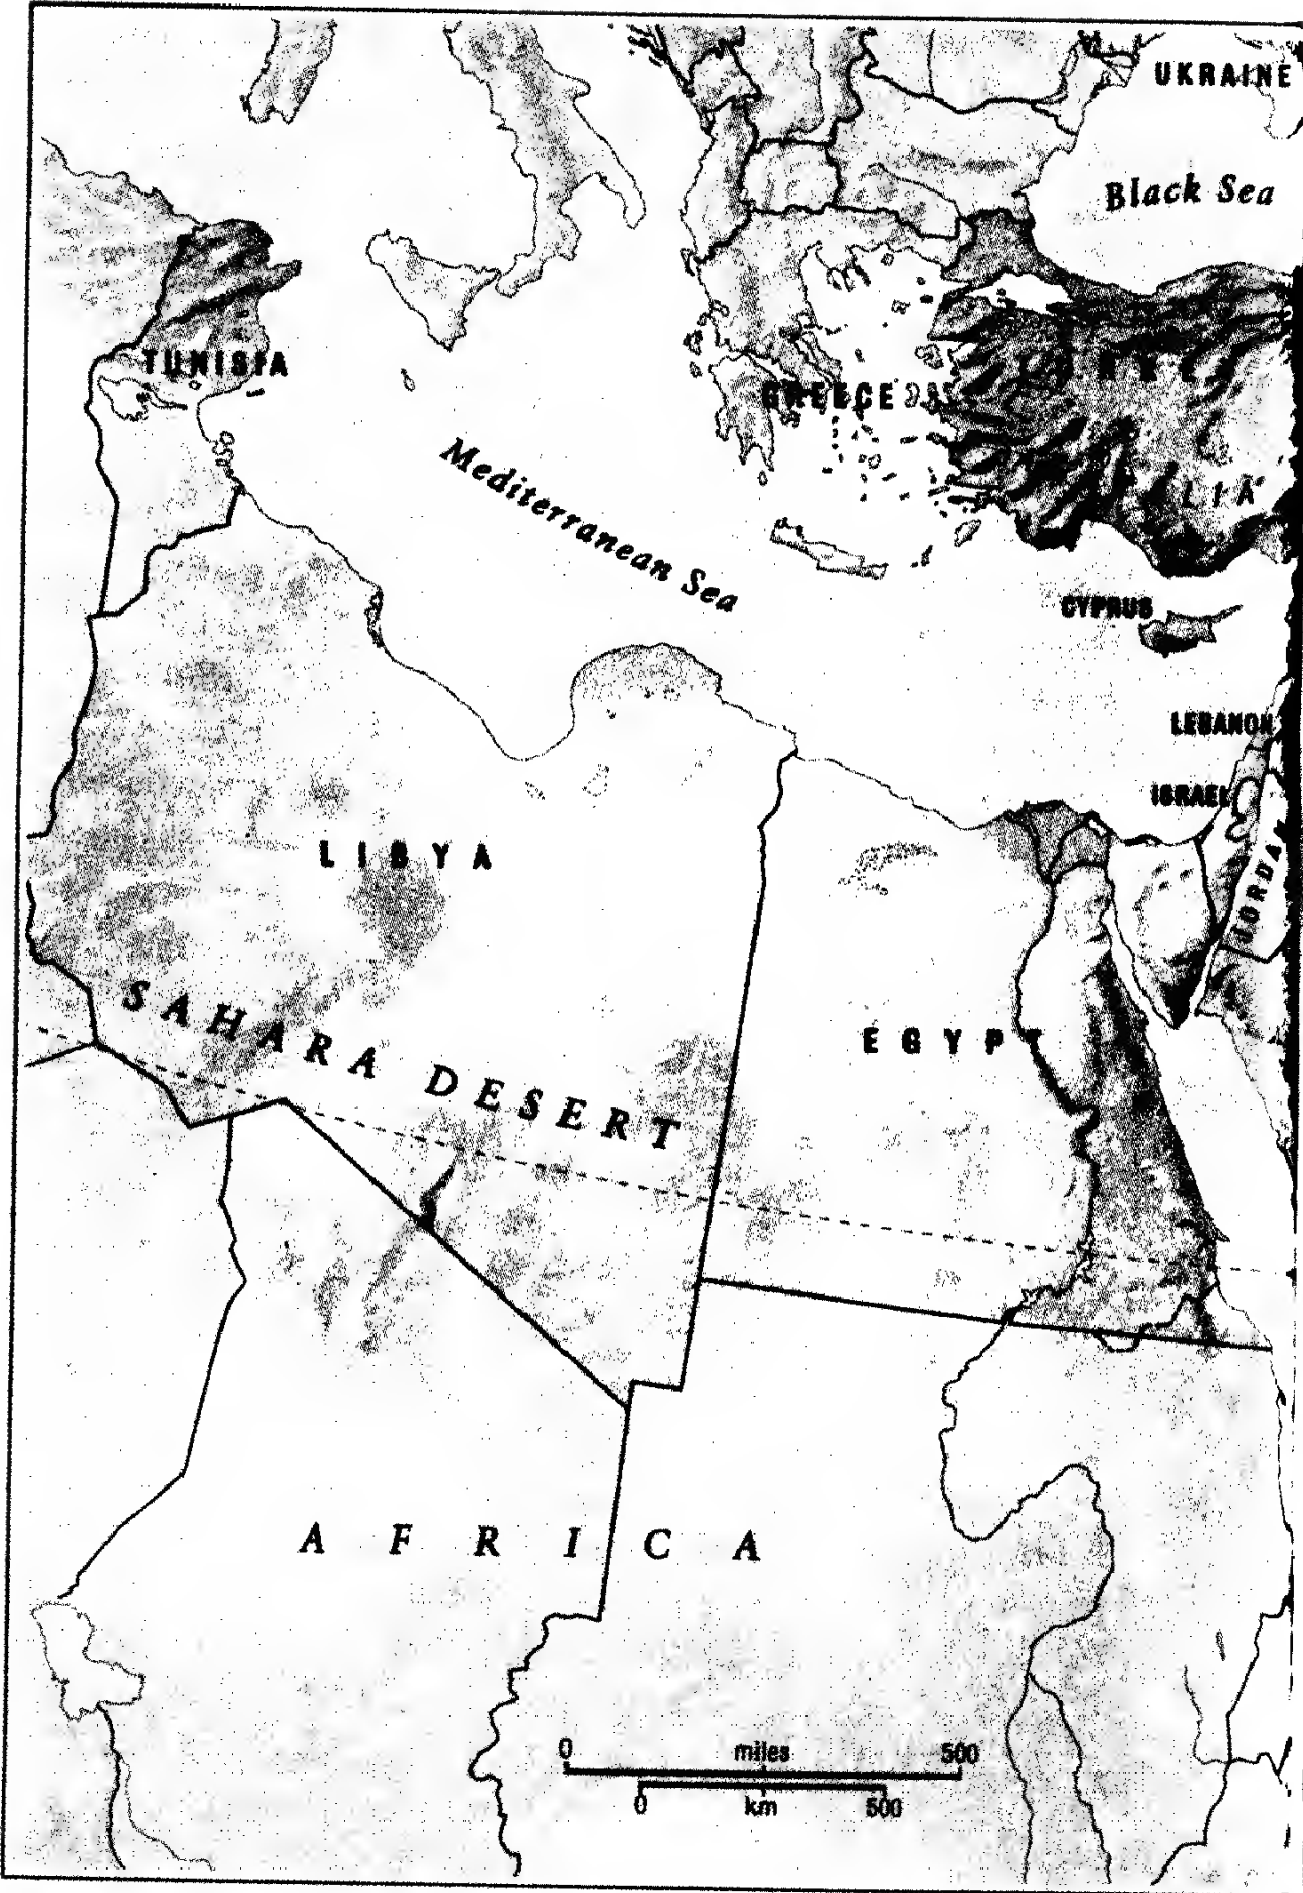 UKRAINE
Black Sea
TUNISIA
GREECE
Mediterranean Sea
CYPRUS
LEBANON
ISRAEL
JORDAN
LIBYA
SAHARA DESERT
EGYPT
AFRICA
0 miles 500
0 km 500